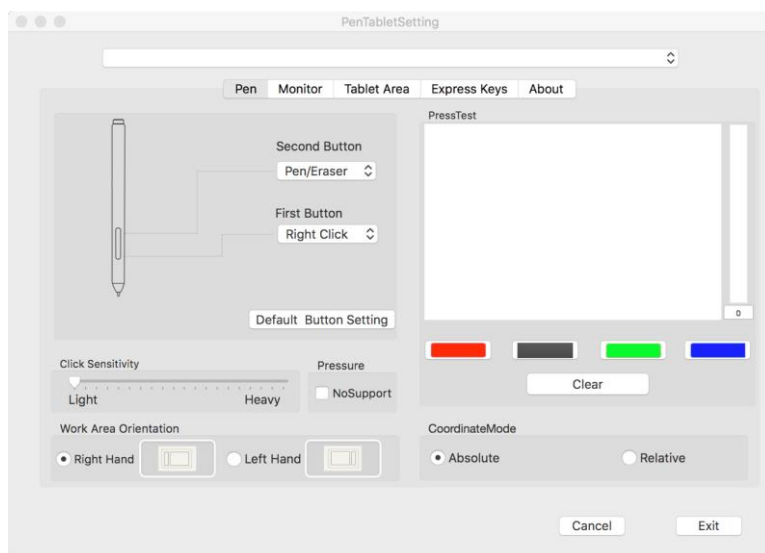 PenTabletSetting
Pen Monitor Tablet Area Express Keys About
Second Button
Pen/Eraser
First Button
Right Click
Default Button Setting
PressTest
0
Clear
Click Sensitivity
Light Heavy
Pressure
NoSupport
Work Area Orientation
Right Hand Left Hand
CoordinateMode
Absolute Relative
Cancel Exit